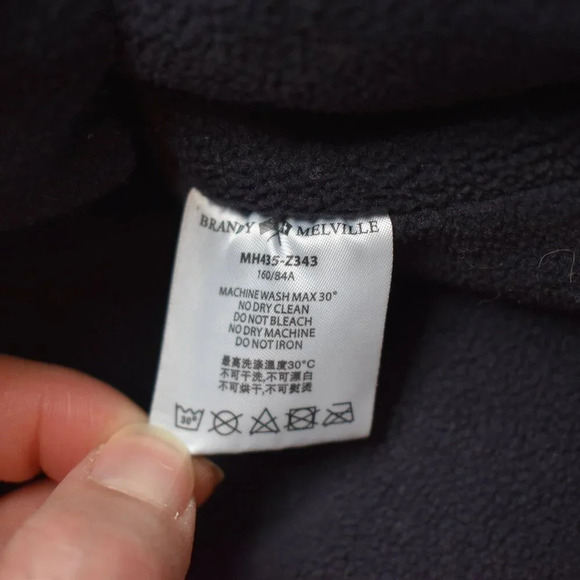 BRANDY MELVILLE
MH435-Z343
160/84A
MACHINE WASH MAX 30°
NO DRY CLEAN
DO NOT BLEACH
NO DRY MACHINE
DO NOT IRON
最高洗涤温度30°C
不可干洗,不可漂白
不可烘干,不可熨烫
30°